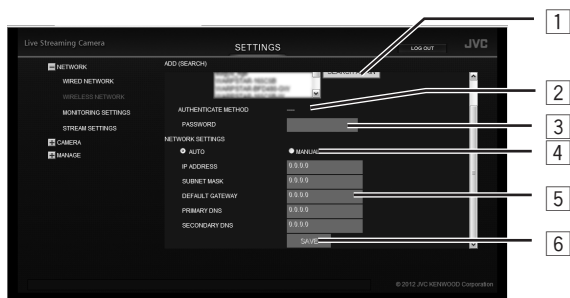 Live Streaming Camera
SETTINGS
LOG OUT
JVC
NETWORK
WIRED NETWORK
WIRELESS NETWORK
MONITORING SETTINGS
STREAM SETTINGS
CAMERA
MANAGE
ADD (SEARCH)
AUTHENTICATE METHOD
PASSWORD
NETWORK SETTINGS
AUTO
MANUAL
IP ADDRESS 0.0.0.0
SUBNET MASK 0.0.0.0
DEFAULT GATEWAY 0.0.0.0
PRIMARY DNS 0.0.0.0
SECONDARY DNS 0.0.0.0
SAVE
© 2012 JVC KENWOOD Corporation
1
2
3
4
5
6